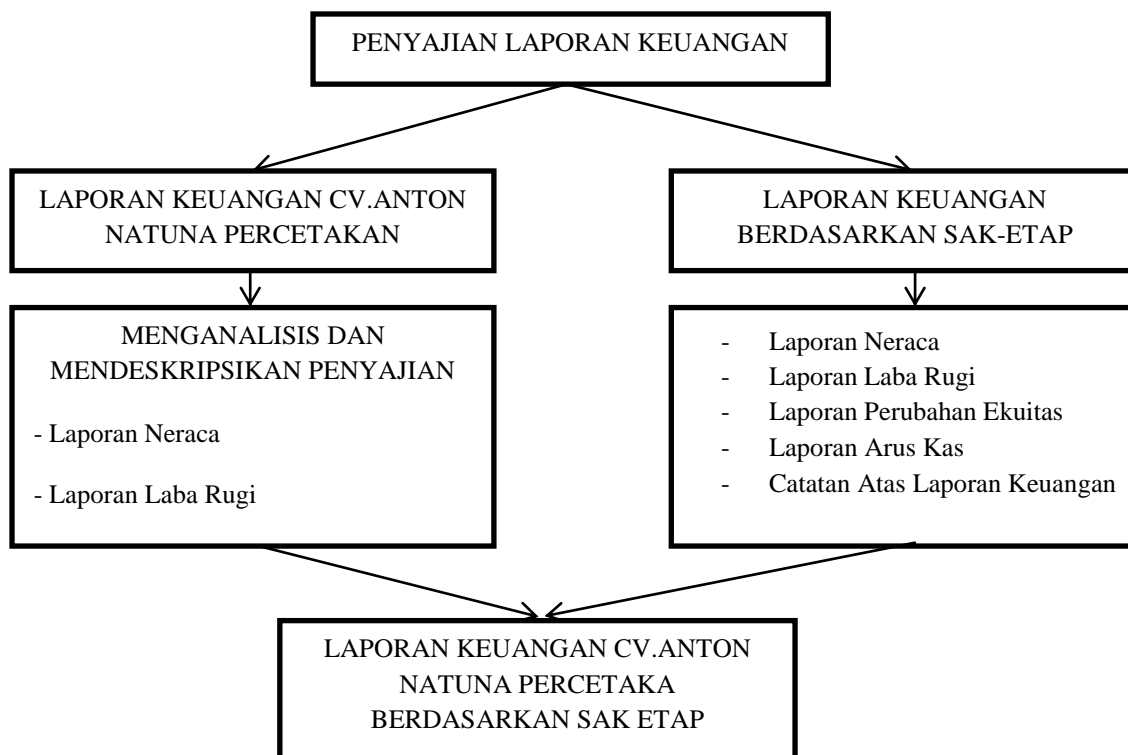 PENYAJIAN LAPORAN KEUANGAN
LAPORAN KEUANGAN CV.ANTON
NATUNA PERCETAKAN
LAPORAN KEUANGAN
BERDASARKAN SAK-ETAP
MENGANALISIS DAN
MENDESKRIPSIKAN PENYAJIAN
- Laporan Neraca
- Laporan Laba Rugi
- Laporan Neraca
- Laporan Laba Rugi
- Laporan Perubahan Ekuitas
- Laporan Arus Kas
- Catatan Atas Laporan Keuangan
LAPORAN KEUANGAN CV.ANTON
NATUNA PERCETAKA
BERDASARKAN SAK ETAP